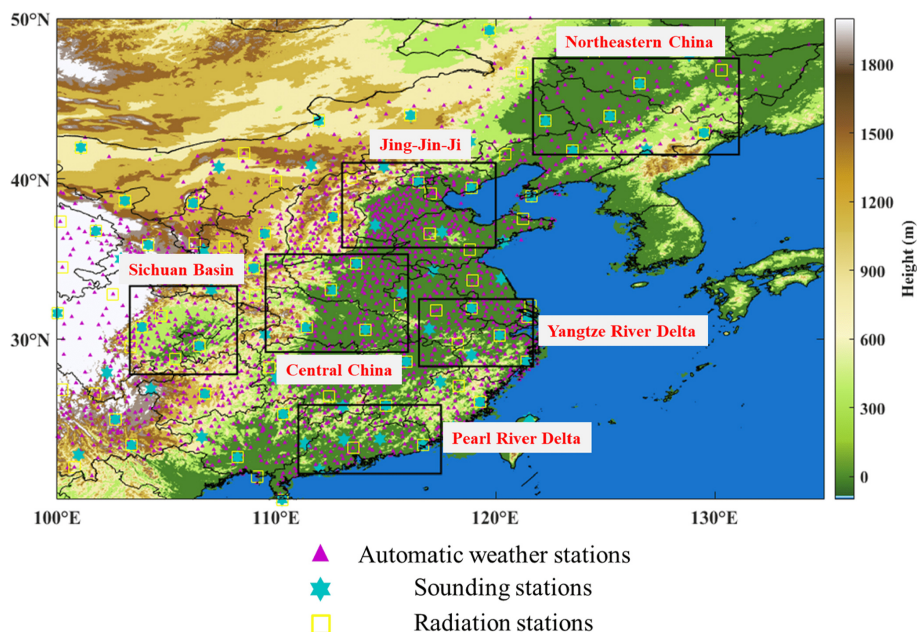 50°N
Northeastern China
1800
Jing-Jin-Ji
1500
40°N
1200
Sichuan Basin
900
Height (m)
30°N
Yangtze River Delta
600
Central China
300
Pearl River Delta
0
100°E
110°E
120°E
130°E
Automatic weather stations
Sounding stations
Radiation stations